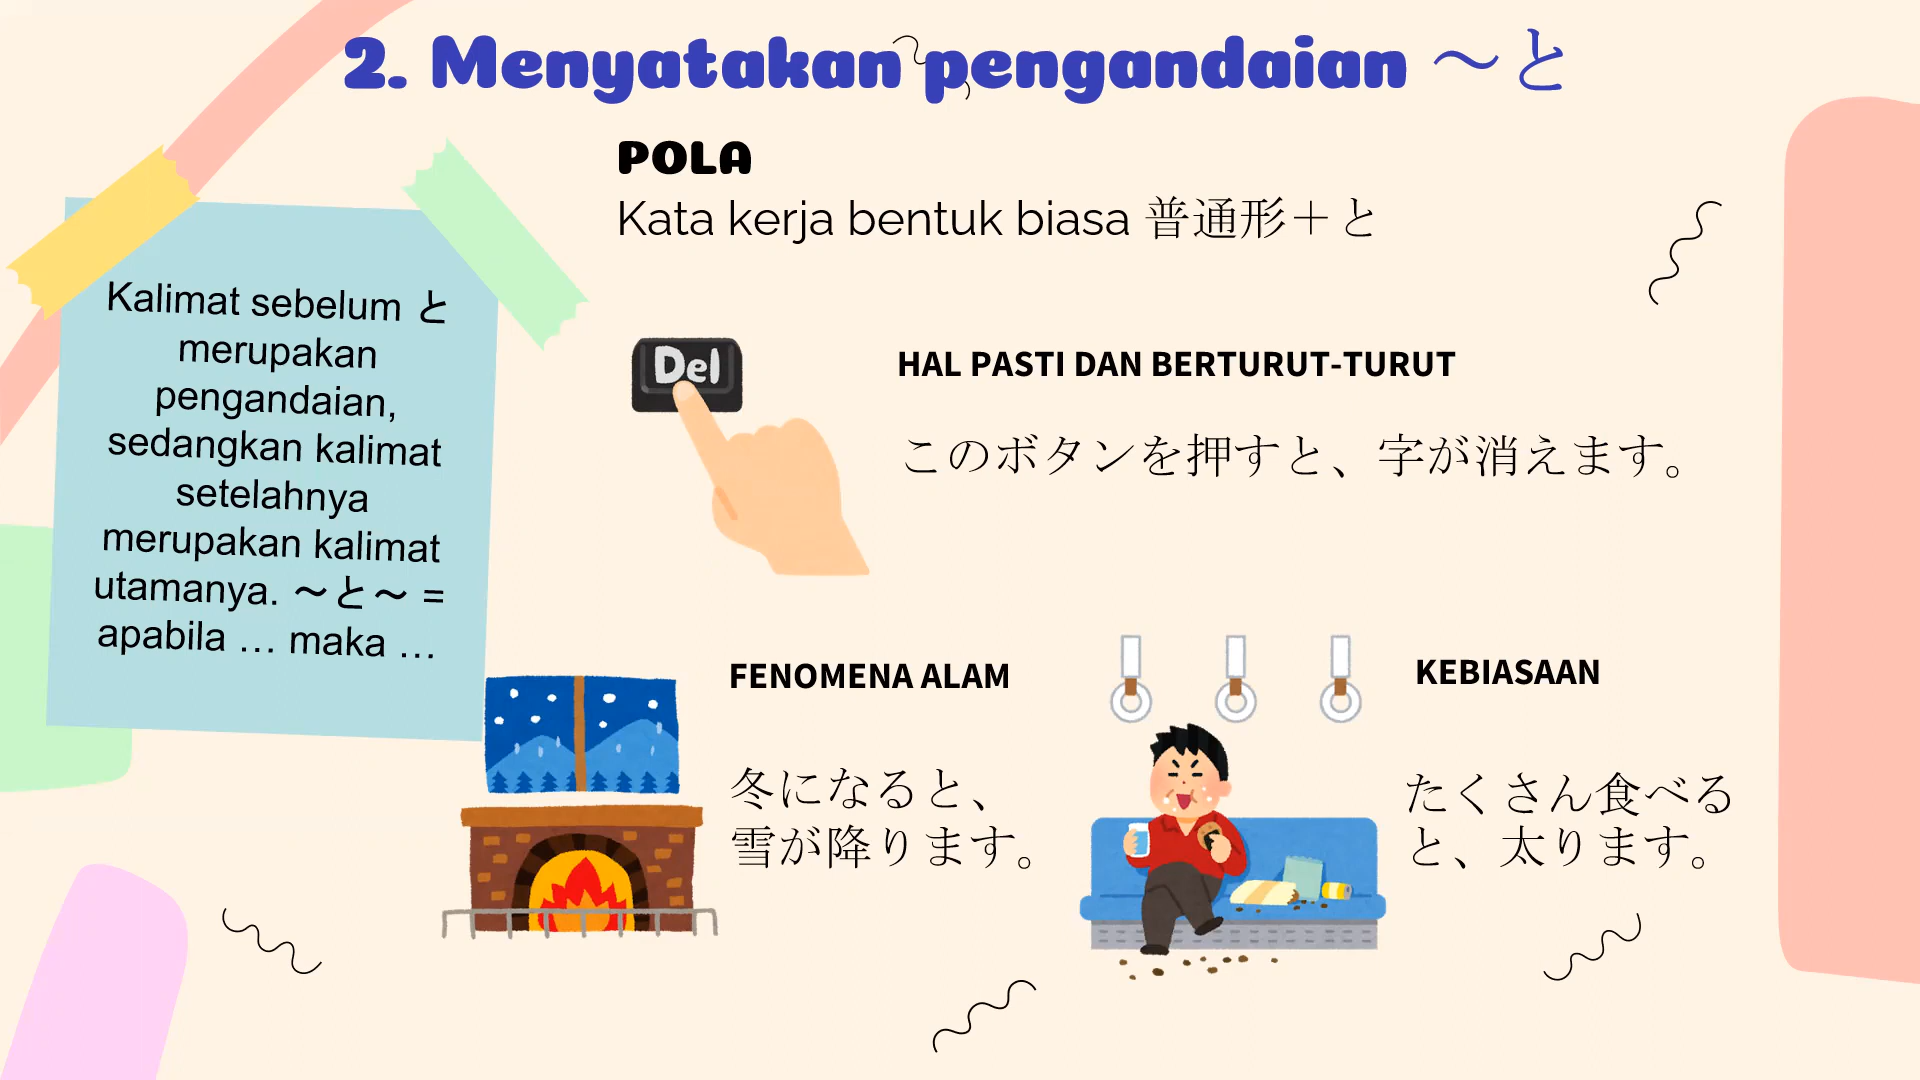 2. Menyatakan pengandaian ～と
POLA
Kata kerja bentuk biasa 普通形＋と
Kalimat sebelum と
merupakan
pengandaian,
sedangkan kalimat
setelahnya
merupakan kalimat
utamanya. ～と～ =
apabila … maka …
Del
HAL PASTI DAN BERTURUT-TURUT
このボタンを押すと、字が消えます。
FENOMENA ALAM
冬になると、
雪が降ります。
KEBIASAAN
たくさん食べる
と、太ります。